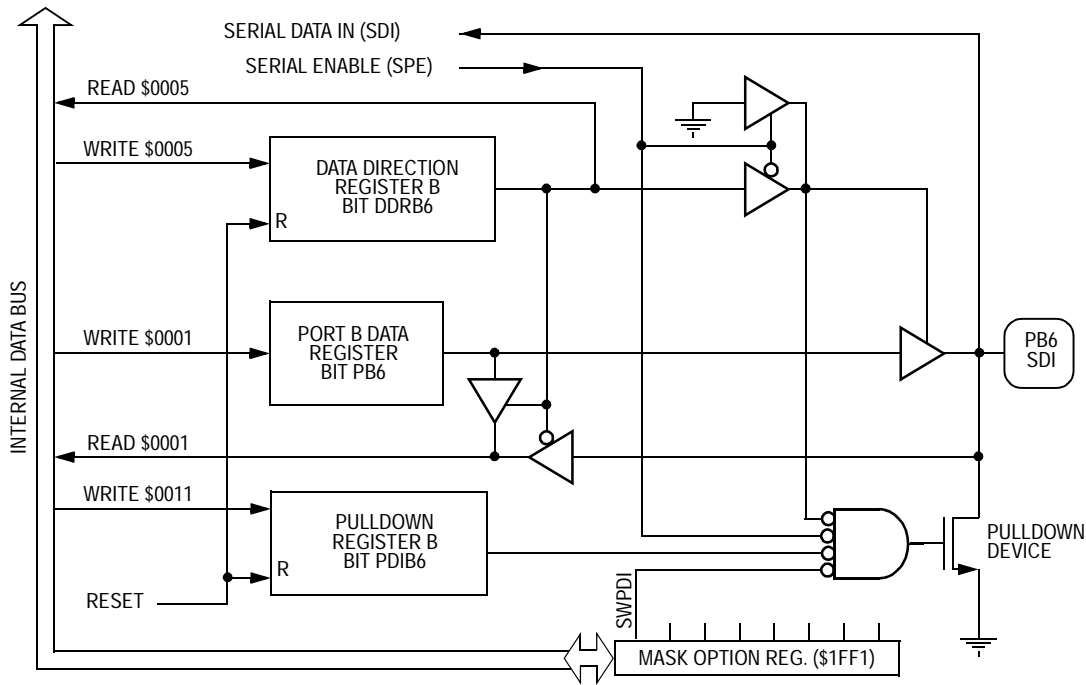 SERIAL DATA IN (SDI)
SERIAL ENABLE (SPE)
READ $0005
WRITE $0005
DATA DIRECTION
REGISTER B
BIT DDRB6
R
INTERNAL DATA BUS
WRITE $0001
PORT B DATA
REGISTER
BIT PB6
PB6
SDI
READ $0001
WRITE $0011
PULLDOWN
REGISTER B
BIT PDIB6
R
PULLDOWN
DEVICE
RESET
SWPDI
MASK OPTION REG. ($1FF1)